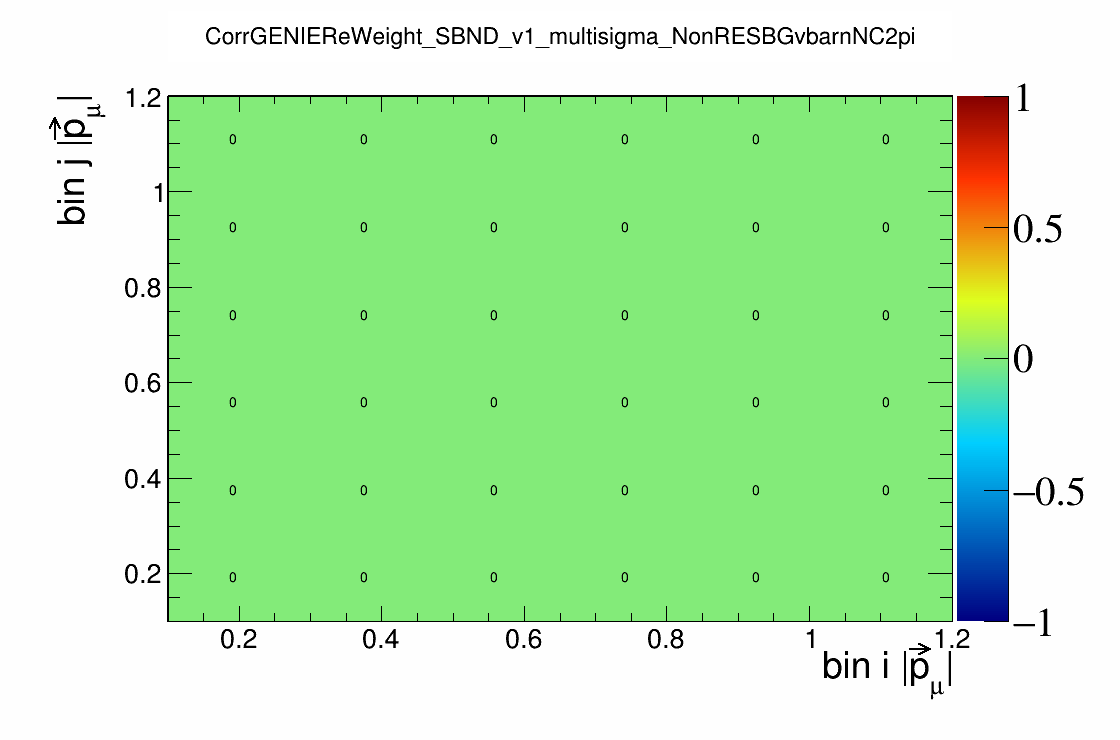 CorrGENIEReWeight_SBND_v1_multisigma_NonRESBGvbarnNC2pi
bin j |p⃗_μ|
1.2
1
0.8
0.6
0.4
0.2
0 0 0 0 0 0
0 0 0 0 0 0
0 0 0 0 0 0
0 0 0 0 0 0
0 0 0 0 0 0
0 0 0 0 0 0
0.2 0.4 0.6 0.8 1 1.2
bin i |p⃗_μ|
1
0.5
0
−0.5
−1